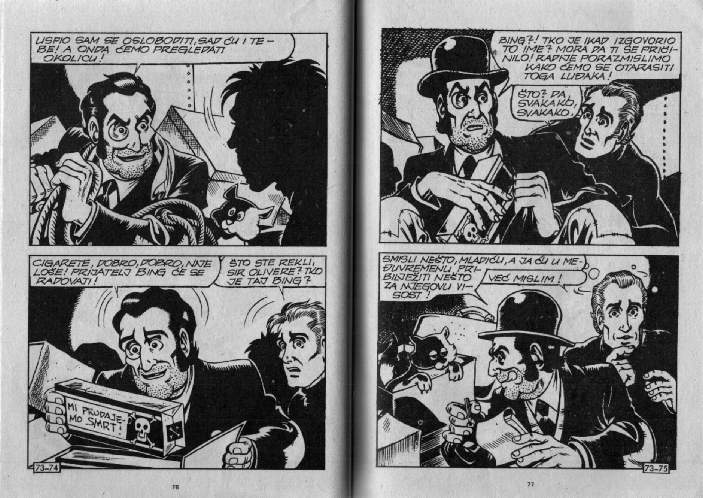 USPIO SAM SE OSLOBODITI, SAD ĆU I TE-
BE! A ONDA ĆEMO PREGLEDATI
OKOLICU!
CIGARETE, DOBRO, DOBRO, NIJE
LOŠE! PRIJATELJ BING ĆE SE
RADOVATI!
ŠTO STE REKLI,
SIR OLIVERE? TKO
JE TAJ BING?
MI PRODAJE-
MO SMRT!
73-74
76
BING?! TKO JE IKAD IZGOVORIO
TO IME? MORA DA TI SE PRIČI-
NILO! RADIJE PORAZMISLIMO
KAKO ĆEMO SE OTARASITI
TOGA LUĐAKA!
ŠTO? DA,
SVAKAKO,
SVAKAKO.
SMISLI NEŠTO, MLADIĆU, A JA ĆU U ME-
ĐUVREMENU PRI-
BILJEŽITI NEŠTO
ZA NJEGOVU VI-
SOST!
VEĆ MISLIM!
73-75
77